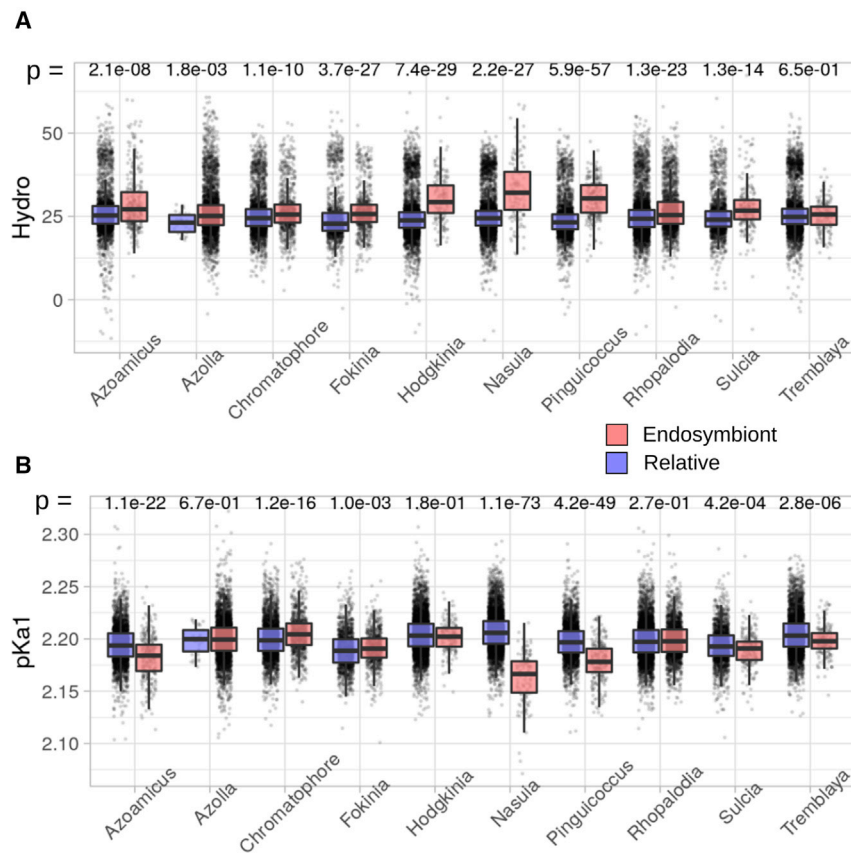 A
p = 2.1e-08 1.8e-03 1.1e-10 3.7e-27 7.4e-29 2.2e-27 5.9e-57 1.3e-23 1.3e-14 6.5e-01
Hydro
50
25
0
Azoamicus Azolla Chromatophore Fokinia Hodgkinia Nasuia Pinguicoccus Rhopalodia Sulcia Tremblaya
Endosymbiont
Relative
B
p = 1.1e-22 6.7e-01 1.2e-16 1.0e-03 1.8e-01 1.1e-73 4.2e-49 2.7e-01 4.2e-04 2.8e-06
pKa1
2.30
2.25
2.20
2.15
2.10
Azoamicus Azolla Chromatophore Fokinia Hodgkinia Nasuia Pinguicoccus Rhopalodia Sulcia Tremblaya